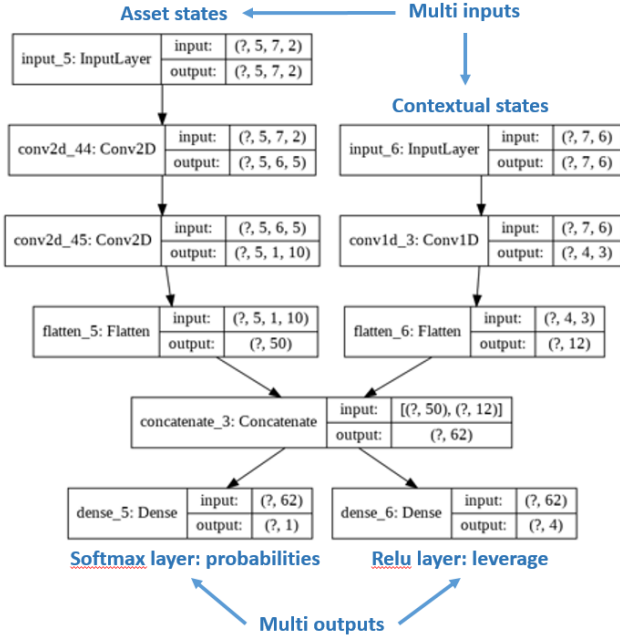 Asset states
Multi inputs
input_5: InputLayer
input: (?, 5, 7, 2)
output: (?, 5, 7, 2)
Contextual states
conv2d_44: Conv2D
input: (?, 5, 7, 2)
output: (?, 5, 6, 5)
input_6: InputLayer
input: (?, 7, 6)
output: (?, 7, 6)
conv2d_45: Conv2D
input: (?, 5, 6, 5)
output: (?, 5, 1, 10)
conv1d_3: Conv1D
input: (?, 7, 6)
output: (?, 4, 3)
flatten_5: Flatten
input: (?, 5, 1, 10)
output: (?, 50)
flatten_6: Flatten
input: (?, 4, 3)
output: (?, 12)
concatenate_3: Concatenate
input: [(?, 50), (?, 12)]
output: (?, 62)
dense_5: Dense
input: (?, 62)
output: (?, 1)
dense_6: Dense
input: (?, 62)
output: (?, 4)
Softmax layer: probabilities
Relu layer: leverage
Multi outputs